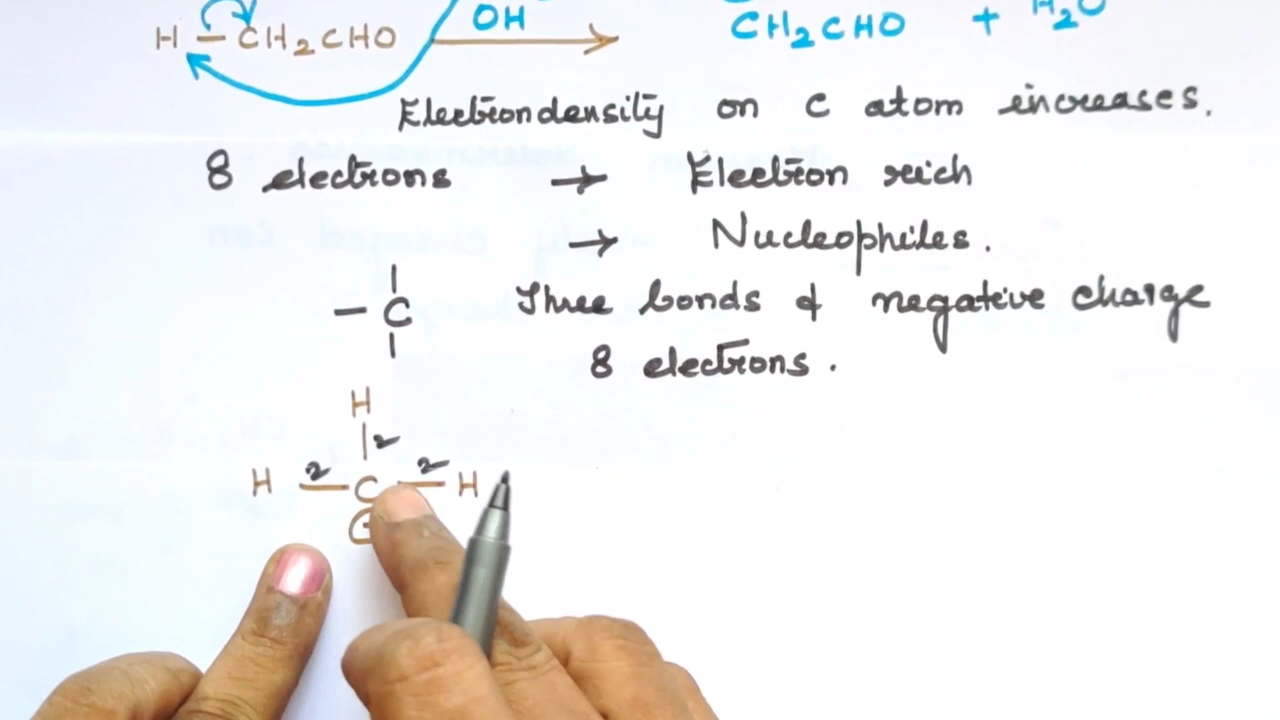 H – CH₂CHO OH → CH₂CHO + H₂O
Electrondensity on C atom increases.
8 electrons → Electron reich
→ Nucleophiles.
– C Three bonds & negative charge
8 electrons.
H
2
H 2 C 2 H